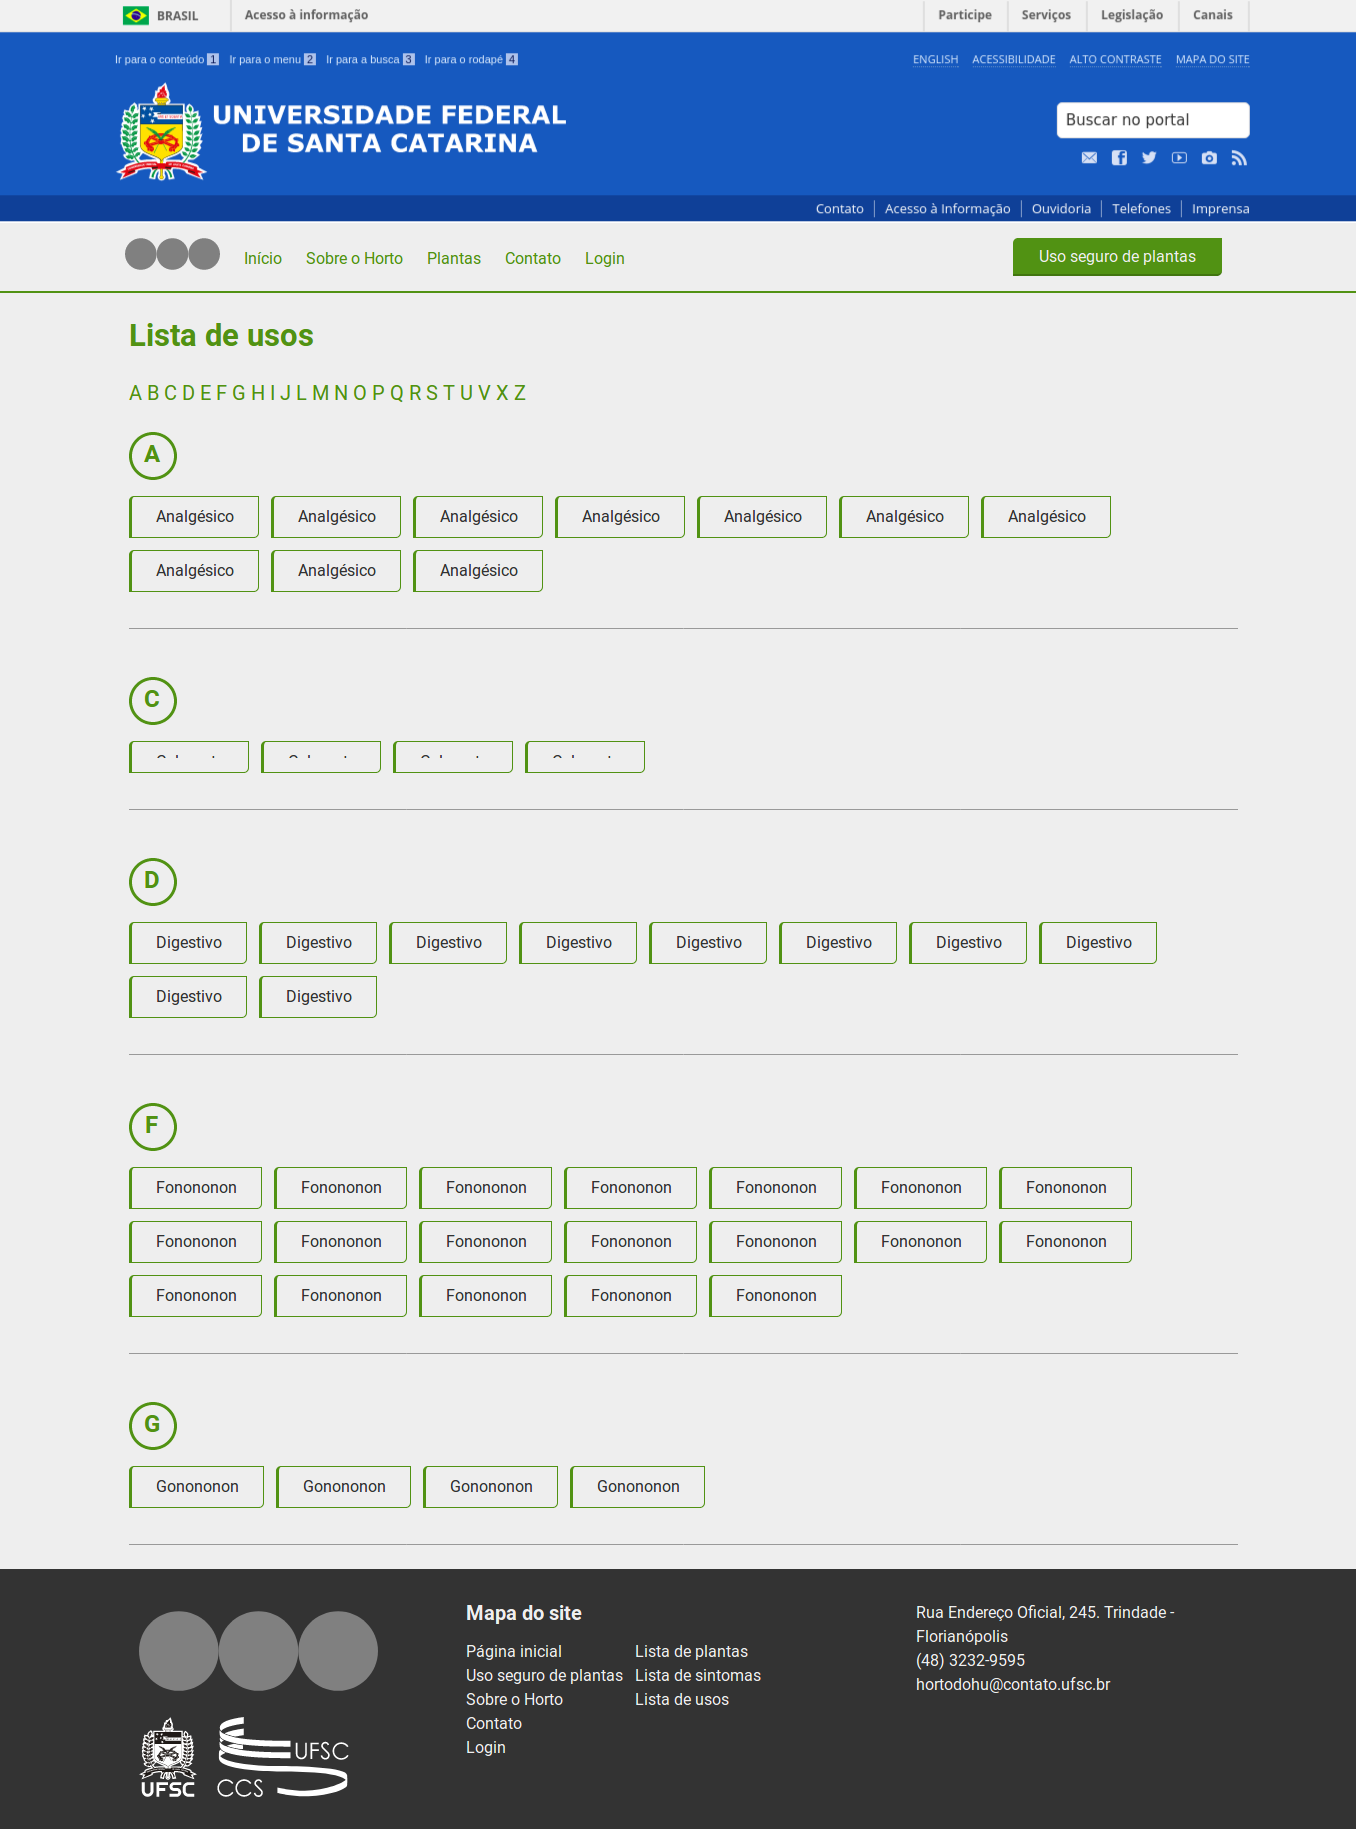 BRASIL Acesso à informação Participe Serviços Legislação Canais
Ir para o conteúdo 1 Ir para o menu 2 Ir para a busca 3 Ir para o rodapé 4 ENGLISH ACESSIBILIDADE ALTO CONTRASTE MAPA DO SITE
UNIVERSIDADE FEDERAL
DE SANTA CATARINA
Buscar no portal
Contato Acesso à Informação Ouvidoria Telefones Imprensa
Início Sobre o Horto Plantas Contato Login Uso seguro de plantas
Lista de usos
A B C D E F G H I J L M N O P Q R S T U V X Z
A
Analgésico Analgésico Analgésico Analgésico Analgésico Analgésico Analgésico
Analgésico Analgésico Analgésico
C
D
Digestivo Digestivo Digestivo Digestivo Digestivo Digestivo Digestivo Digestivo
Digestivo Digestivo
F
Fonononon Fonononon Fonononon Fonononon Fonononon Fonononon Fonononon
Fonononon Fonononon Fonononon Fonononon Fonononon Fonononon Fonononon
Fonononon Fonononon Fonononon Fonononon Fonononon
G
Gonononon Gonononon Gonononon Gonononon
Mapa do site
Página inicial Lista de plantas
Uso seguro de plantas Lista de sintomas
Sobre o Horto Lista de usos
Contato
Login
Rua Endereço Oficial, 245. Trindade -
Florianópolis
(48) 3232-9595
hortodohu@contato.ufsc.br
UFSC
UFSC
CCS